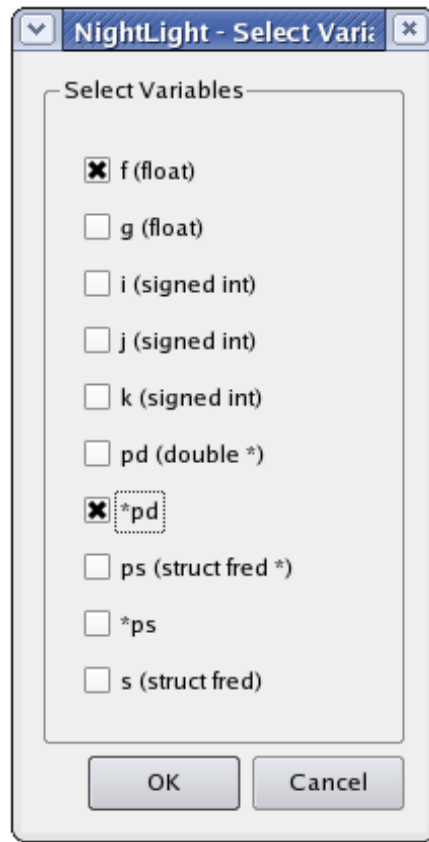 NightLight - Select Varia
Select Variables
f (float)
g (float)
i (signed int)
j (signed int)
k (signed int)
pd (double *)
*pd
ps (struct fred *)
*ps
s (struct fred)
OK Cancel